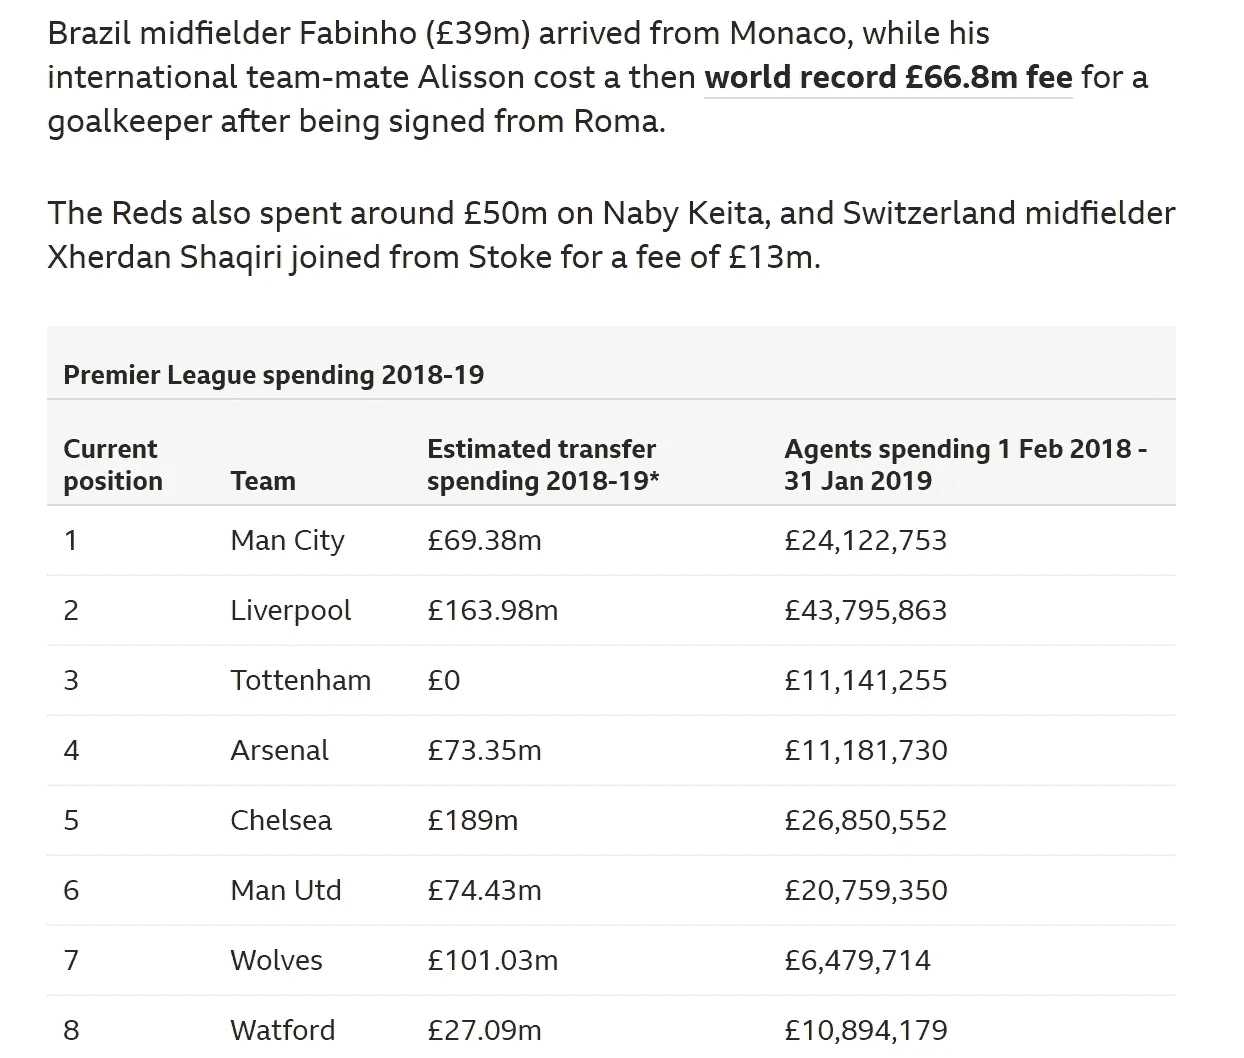 Brazil midfielder Fabinho (£39m) arrived from Monaco, while his
international team-mate Alisson cost a then world record £66.8m fee for a
goalkeeper after being signed from Roma.
The Reds also spent around £50m on Naby Keita, and Switzerland midfielder
Xherdan Shaqiri joined from Stoke for a fee of £13m.
Premier League spending 2018-19
Current position Team Estimated transfer spending 2018-19* Agents spending 1 Feb 2018 - 31 Jan 2019
1 Man City £69.38m £24,122,753
2 Liverpool £163.98m £43,795,863
3 Tottenham £0 £11,141,255
4 Arsenal £73.35m £11,181,730
5 Chelsea £189m £26,850,552
6 Man Utd £74.43m £20,759,350
7 Wolves £101.03m £6,479,714
8 Watford £27.09m £10,894,179